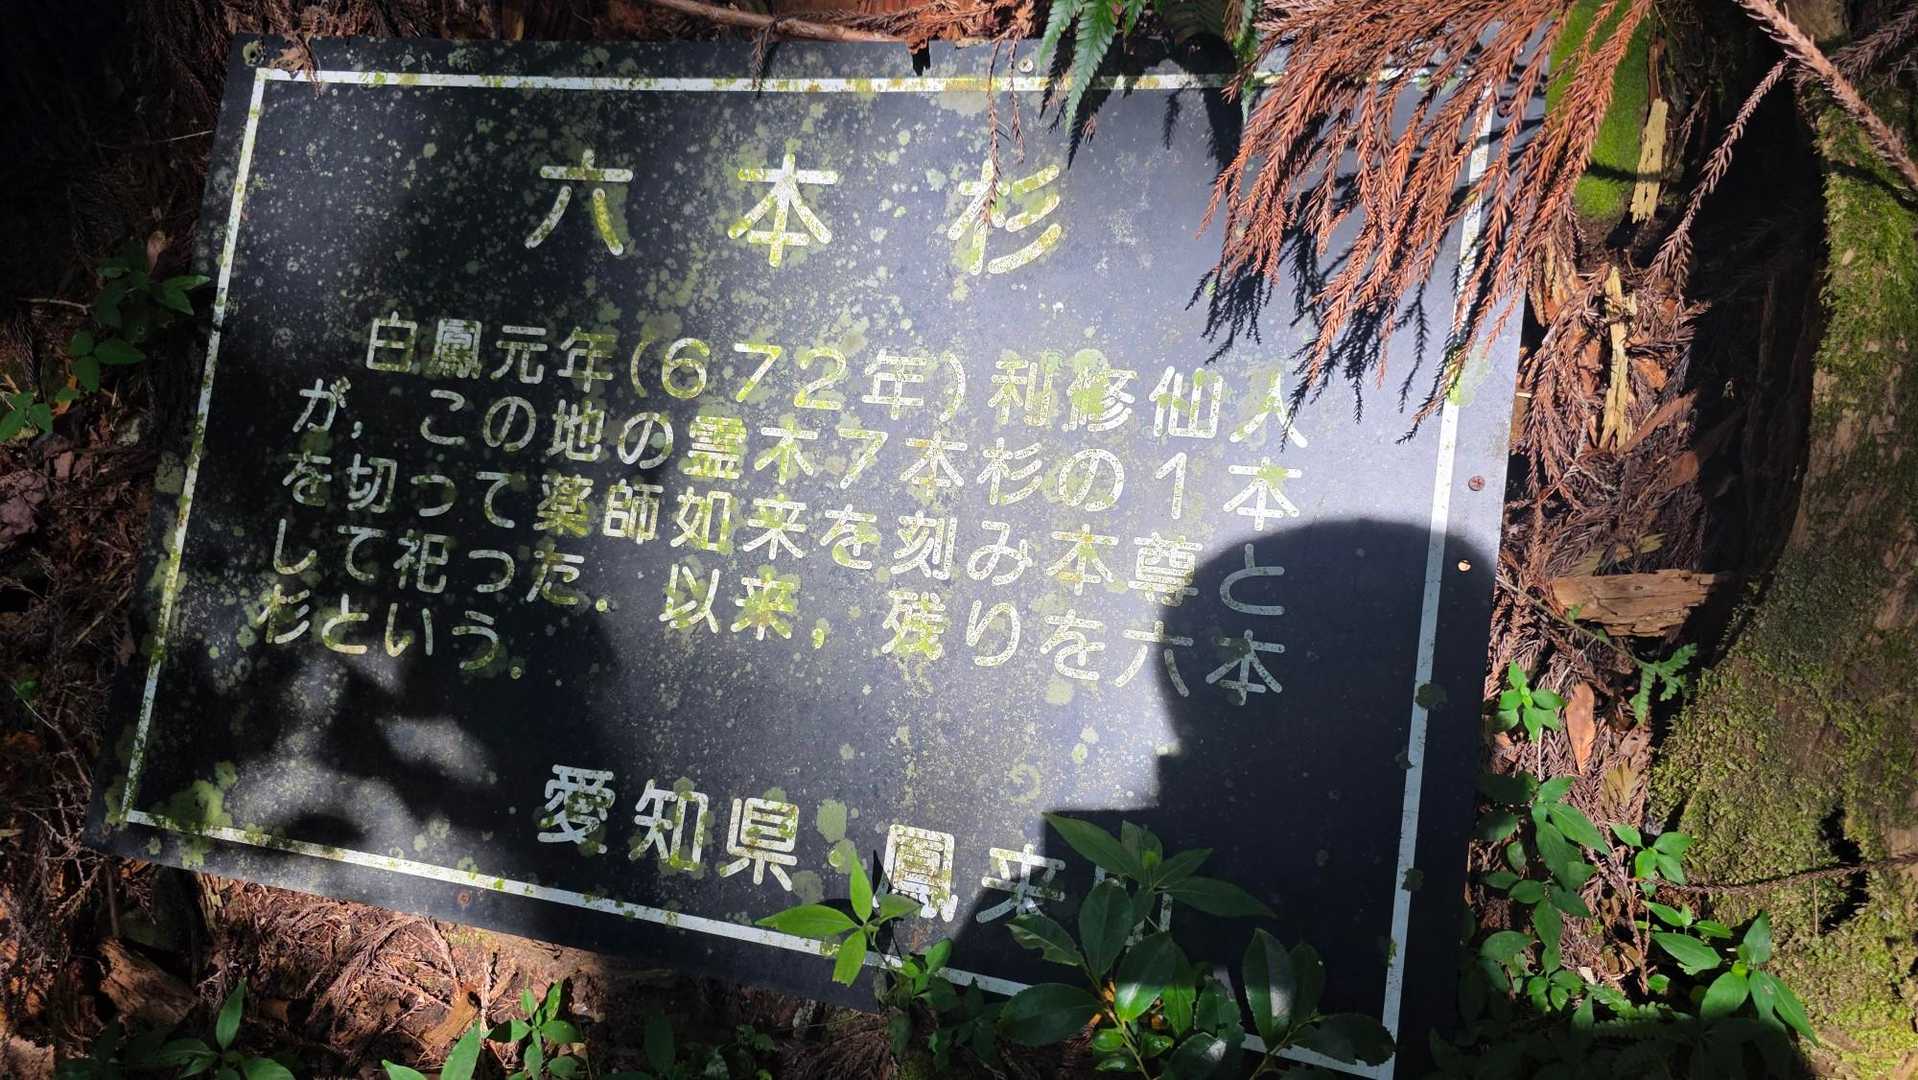 六本杉
白鳳元年(672年)利修仙人
が，この地の霊木7本杉の1本
を切って薬師如来を刻み本尊と
して祀った．以来，残りを六本
杉という．
愛知県・鳳来